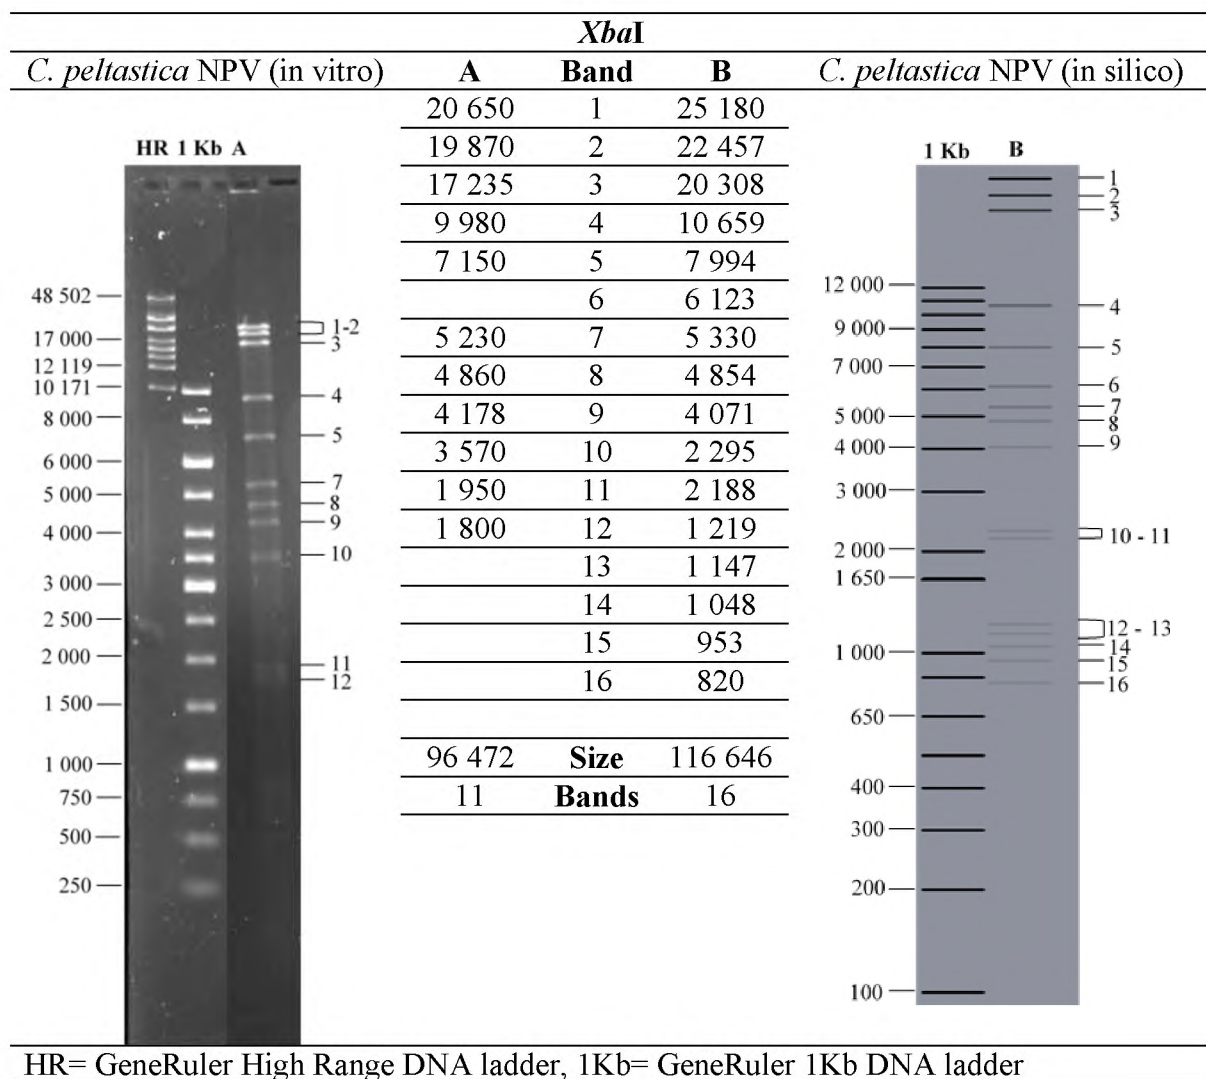 XbaI
C. peltastica NPV (in vitro) A Band B C. peltastica NPV (in silico)
HR 1 Kb A
48 502
17 000
12 119
10 171
8 000
6 000
5 000
4 000
3 000
2 500
2 000
1 500
1 000
750
500
250
1-2
3
4
5
7
8
9
10
11
12
20 650 1 25 180
19 870 2 22 457
17 235 3 20 308
9 980 4 10 659
7 150 5 7 994
6 6 123
5 230 7 5 330
4 860 8 4 854
4 178 9 4 071
3 570 10 2 295
1 950 11 2 188
1 800 12 1 219
13 1 147
14 1 048
15 953
16 820
96 472 Size 116 646
11 Bands 16
1 Kb B
12 000
9 000
7 000
5 000
4 000
3 000
2 000
1 650
1 000
650
400
300
200
100
1
2
3
4
5
6
7
8
9
10 - 11
12 - 13
14
15
16
HR= GeneRuler High Range DNA ladder, 1Kb= GeneRuler 1Kb DNA ladder